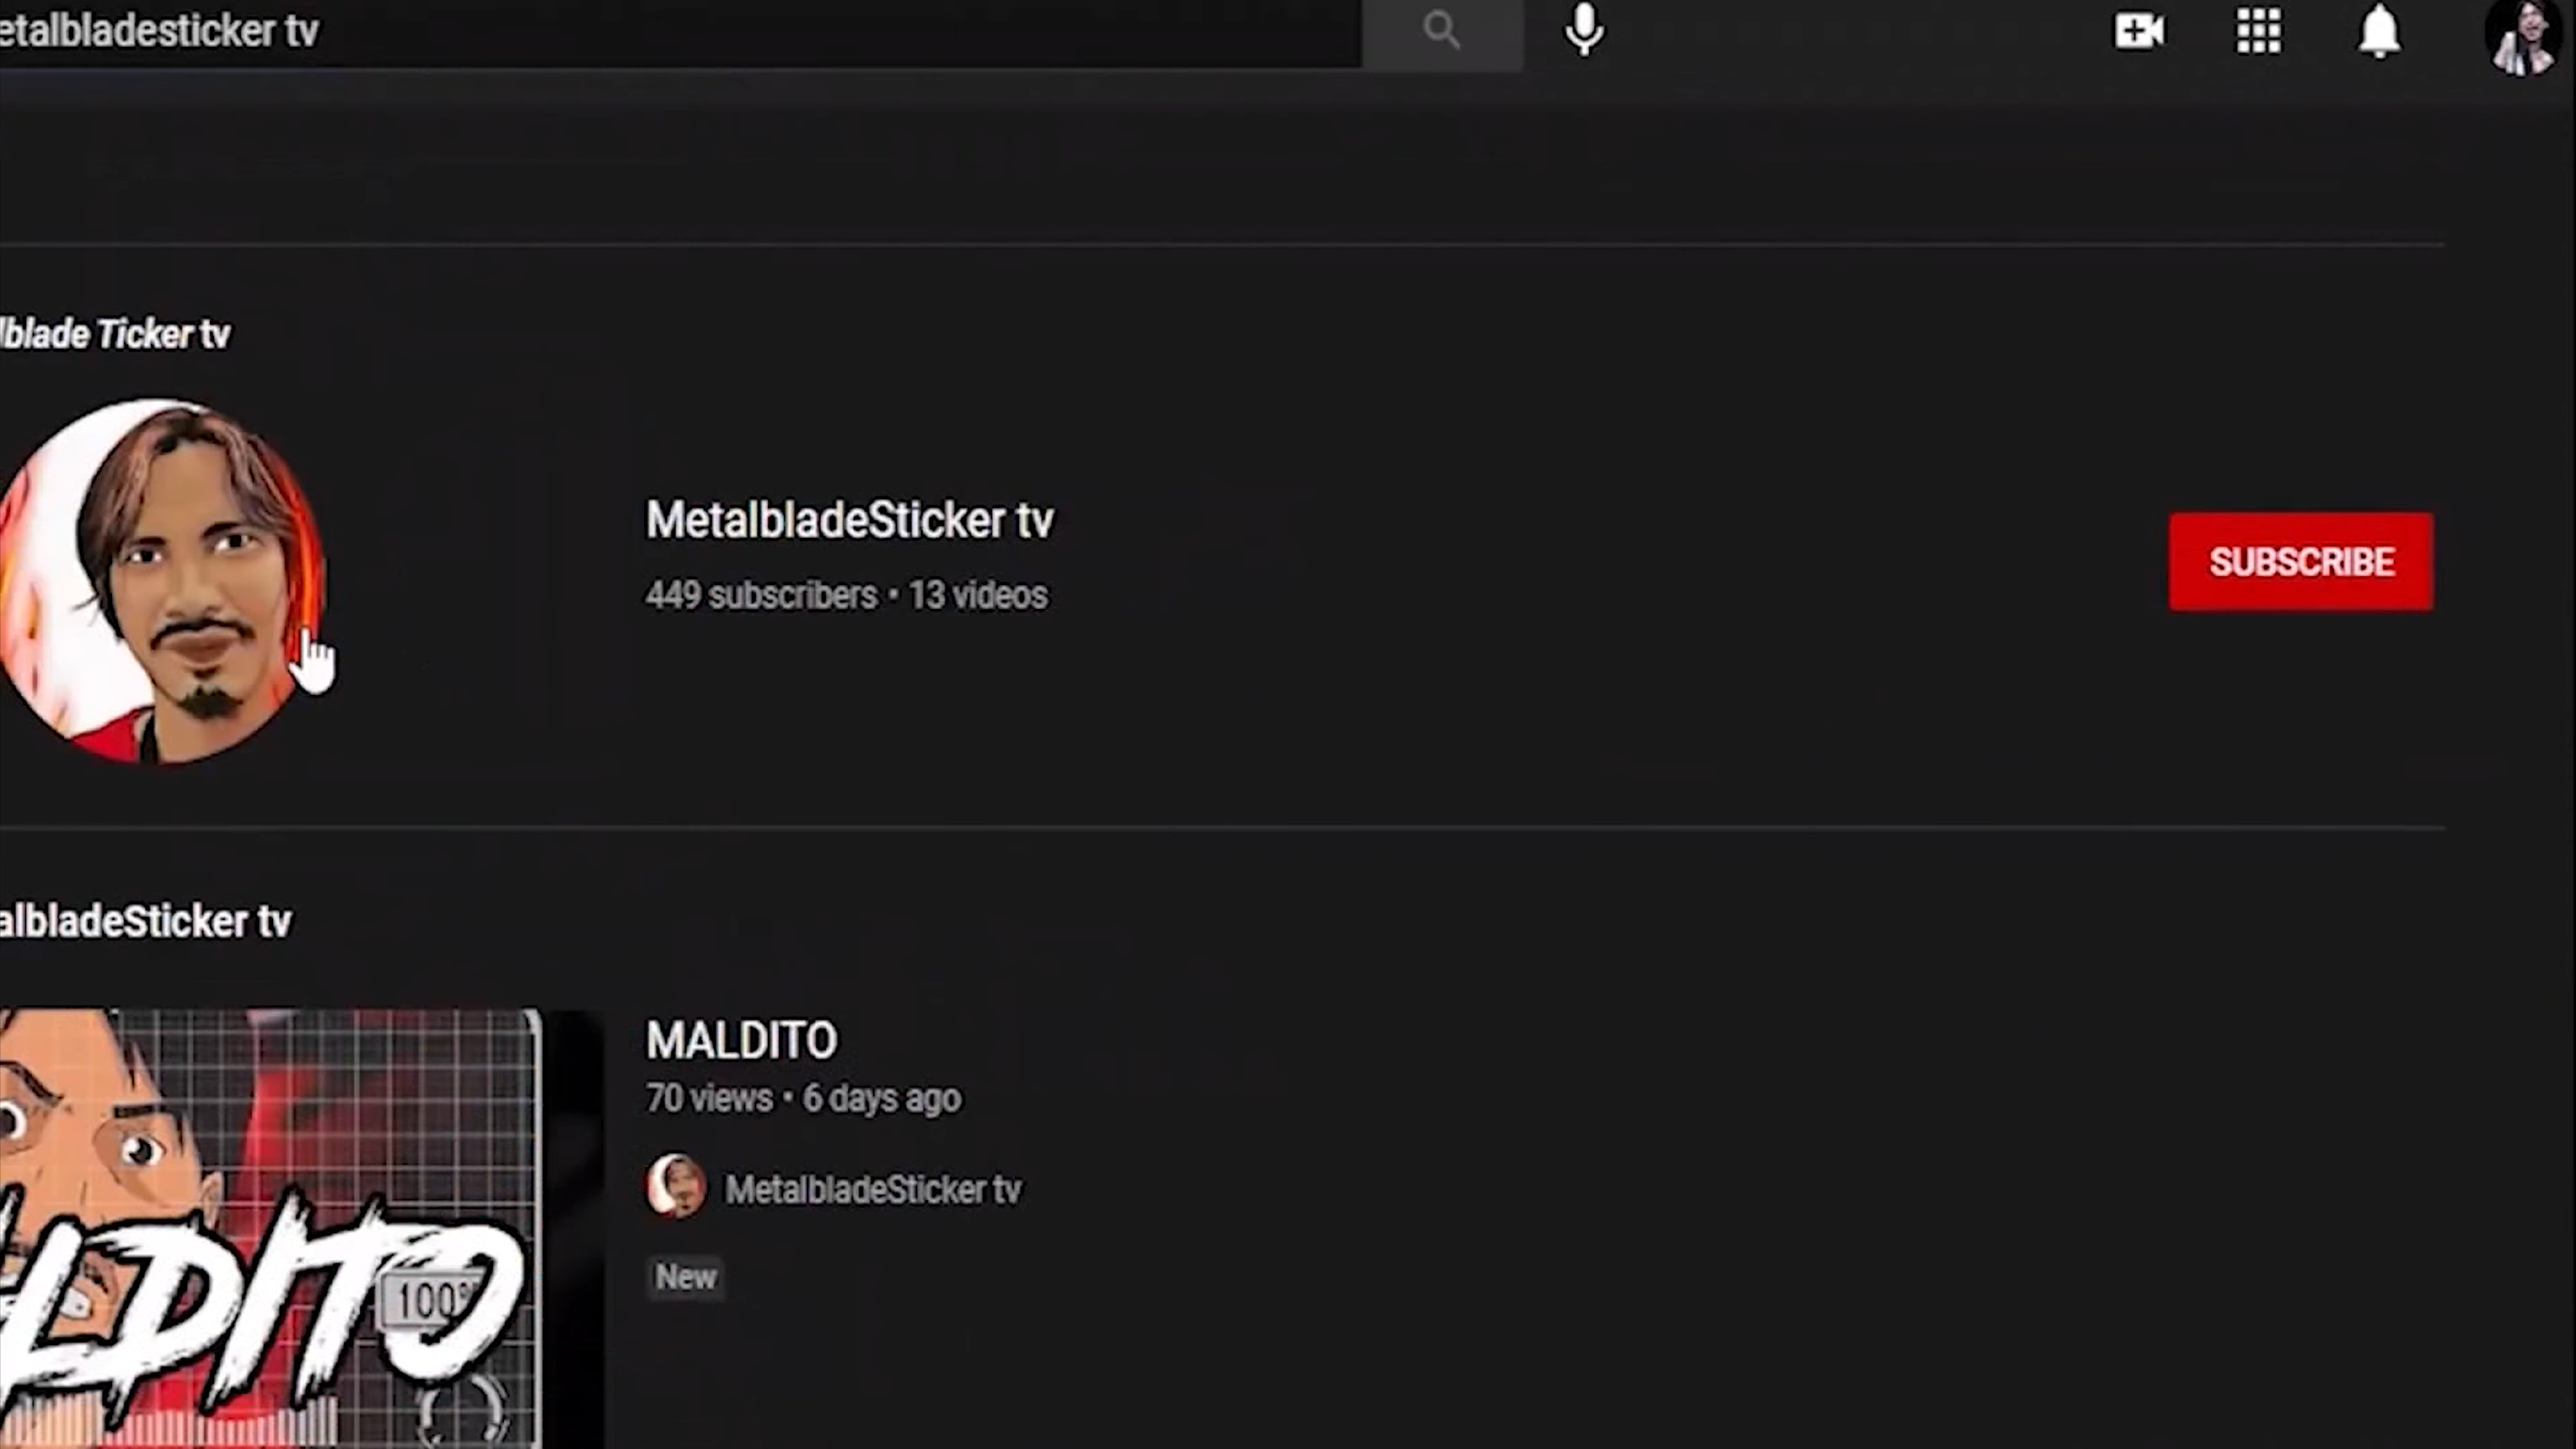 etalbladesticker tv
lblade Ticker tv
MetalbladeSticker tv
449 subscribers • 13 videos
SUBSCRIBE
albladeSticker tv
MALDITO
70 views • 6 days ago
MetalbladeSticker tv
New
LDITO
100%